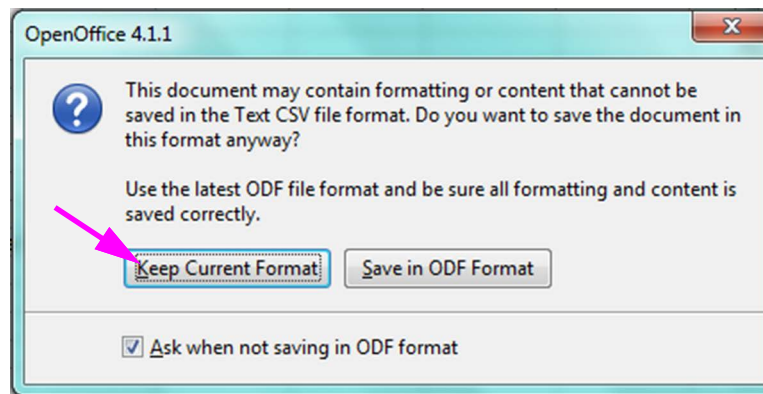 OpenOffice 4.1.1
This document may contain formatting or content that cannot be
saved in the Text CSV file format. Do you want to save the document in
this format anyway?
Use the latest ODF file format and be sure all formatting and content is
saved correctly.
Keep Current Format
Save in ODF Format
Ask when not saving in ODF format